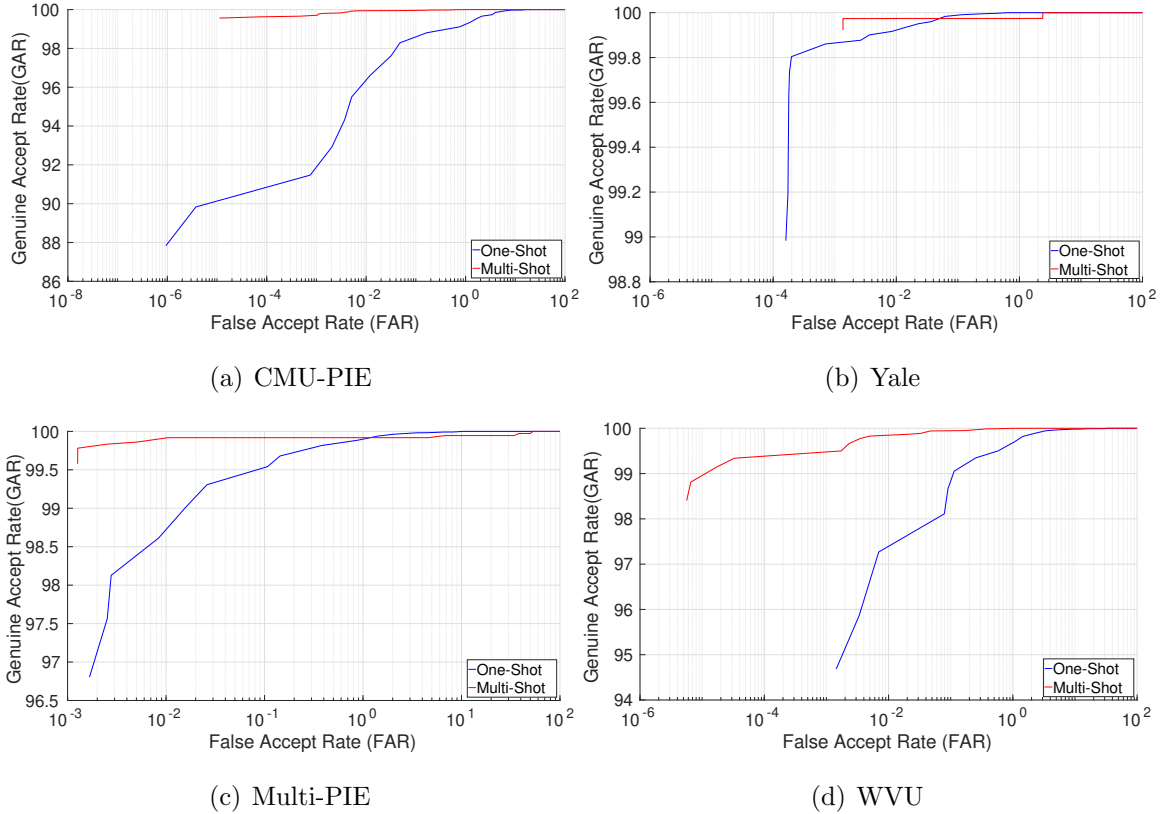 Genuine Accept Rate(GAR)
100
98
96
94
92
90
88
86
One-Shot
Multi-Shot
10^-8 10^-6 10^-4 10^-2 10^0 10^2
False Accept Rate (FAR)
(a) CMU-PIE
Genuine Accept Rate(GAR)
100
99.8
99.6
99.4
99.2
99
98.8
One-Shot
Multi-Shot
10^-6 10^-4 10^-2 10^0 10^2
False Accept Rate (FAR)
(b) Yale
Genuine Accept Rate(GAR)
100
99.5
99
98.5
98
97.5
97
96.5
One-Shot
Multi-Shot
10^-3 10^-2 10^-1 10^0 10^1 10^2
False Accept Rate (FAR)
(c) Multi-PIE
Genuine Accept Rate(GAR)
100
99
98
97
96
95
94
One-Shot
Multi-Shot
10^-6 10^-4 10^-2 10^0 10^2
False Accept Rate (FAR)
(d) WVU